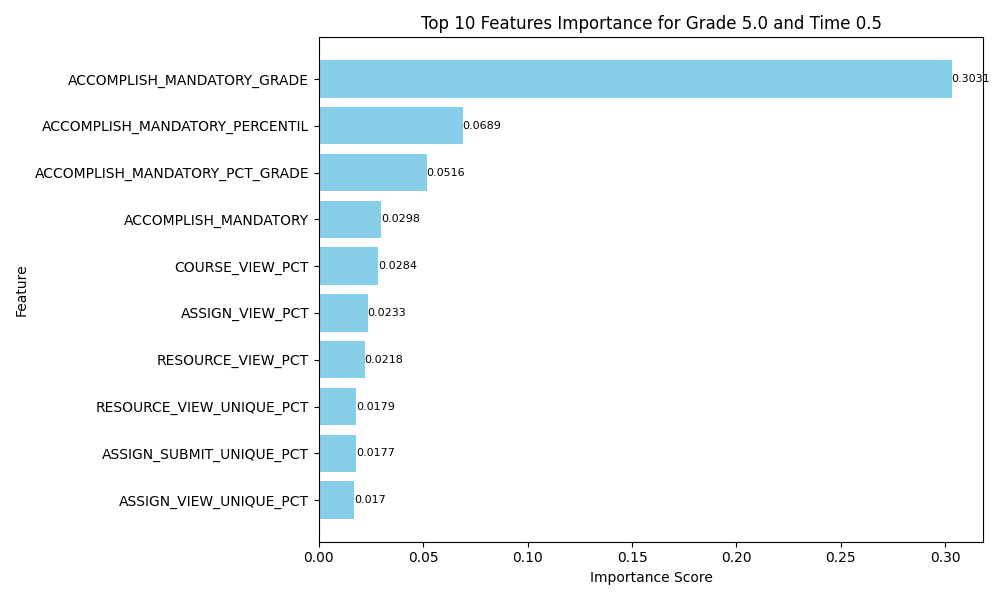 Top 10 Features Importance for Grade 5.0 and Time 0.5
Feature
ACCOMPLISH_MANDATORY_GRADE 0.3031
ACCOMPLISH_MANDATORY_PERCENTIL 0.0689
ACCOMPLISH_MANDATORY_PCT_GRADE 0.0516
ACCOMPLISH_MANDATORY 0.0298
COURSE_VIEW_PCT 0.0284
ASSIGN_VIEW_PCT 0.0233
RESOURCE_VIEW_PCT 0.0218
RESOURCE_VIEW_UNIQUE_PCT 0.0179
ASSIGN_SUBMIT_UNIQUE_PCT 0.0177
ASSIGN_VIEW_UNIQUE_PCT 0.017
0.00 0.05 0.10 0.15 0.20 0.25 0.30
Importance Score